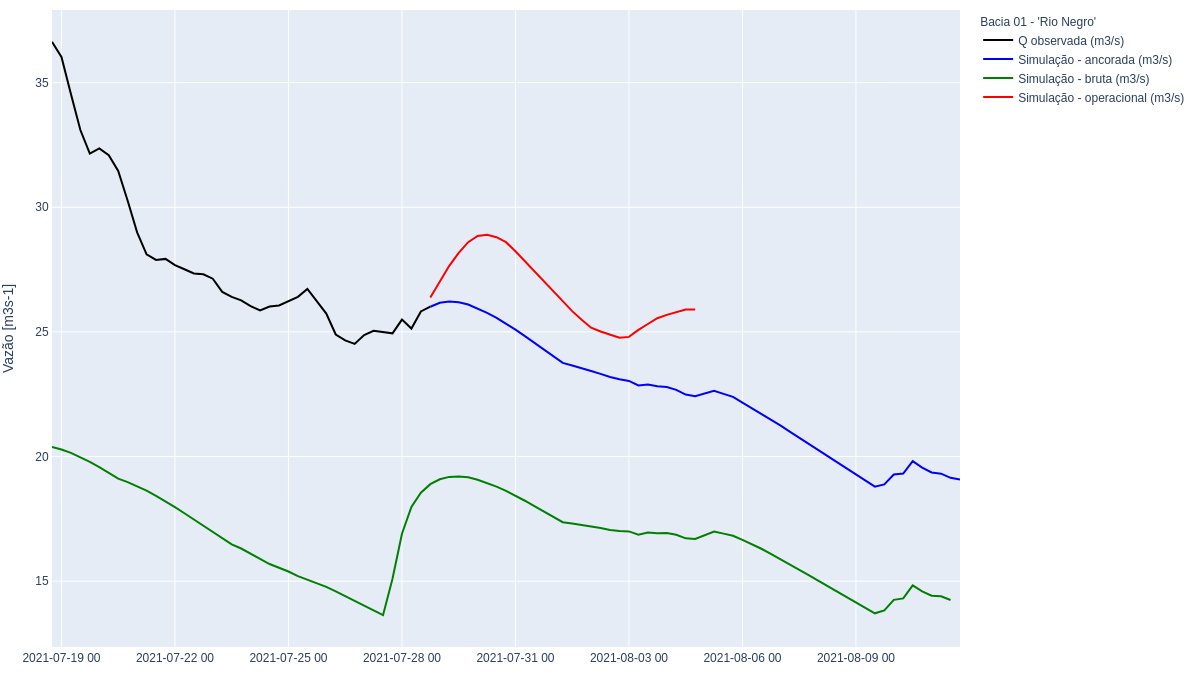 Bacia 01 - 'Rio Negro'
Q observada (m3/s)
Simulação - ancorada (m3/s)
Simulação - bruta (m3/s)
Simulação - operacional (m3/s)
Vazão [m3s-1]
35
30
25
20
15
2021-07-19 00
2021-07-22 00
2021-07-25 00
2021-07-28 00
2021-07-31 00
2021-08-03 00
2021-08-06 00
2021-08-09 00